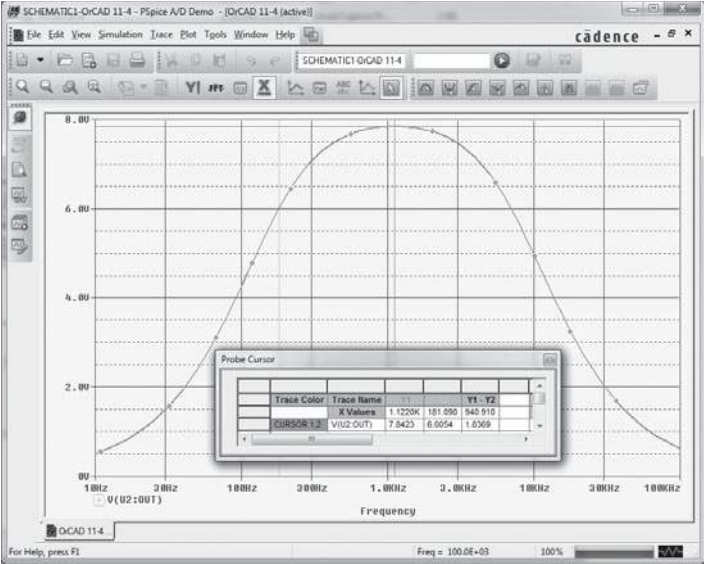 SCHEMATIC1-OrCAD 11-4 - PSpice A/D Demo - [OrCAD 11-4 (active)]
File Edit View Simulation Trace Plot Tools Window Help
cādence
SCHEMATIC1-OrCAD 11-4
8.0V
6.0V
4.0V
2.0V
0V
Probe Cursor
Trace Color Trace Name Y1 Y1 - Y2
X Values 1.1220K 181.090 940.910
CURSOR 1,2 V(U2:OUT) 7.8423 6.0054 1.8369
10Hz 30Hz 100Hz 300Hz 1.0KHz 3.0KHz 10KHz 30KHz 100KHz
V(U2:OUT)
Frequency
OrCAD 11-4 ...
For Help, press F1 Freq = 100.0E+03 100%